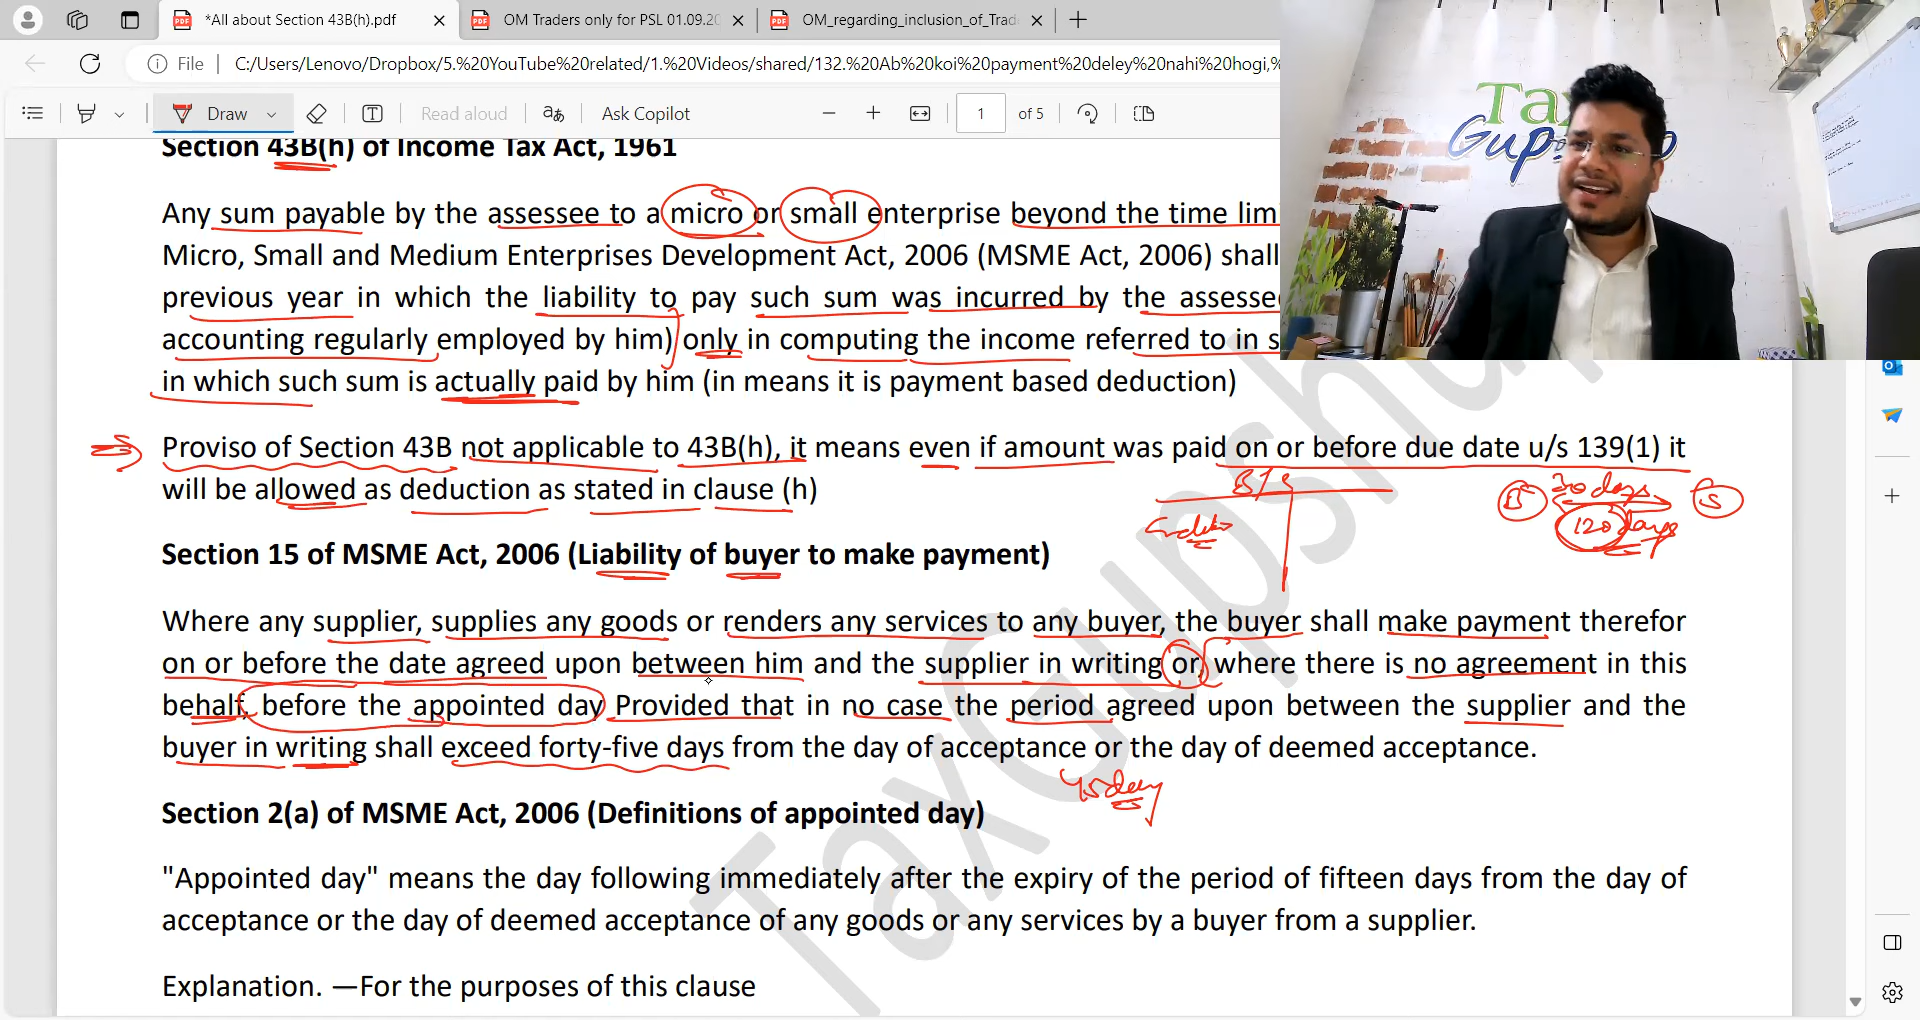 *All about Section 43B(h).pdf
OM Traders only for PSL 01.09.20
OM_regarding_inclusion_of_Trad
File
C:/Users/Lenovo/Dropbox/5.%20YouTube%20related/1.%20Videos/shared/132.%20Ab%20koi%20payment%20deley%20nahi%20hogi,%
Draw
Read aloud
aあ
Ask Copilot
1
of 5
Tax
Gup
Section 43B(h) of Income Tax Act, 1961
Any sum payable by the assessee to a micro or small enterprise beyond the time lim
Micro, Small and Medium Enterprises Development Act, 2006 (MSME Act, 2006) shall
previous year in which the liability to pay such sum was incurred by the assesse
accounting regularly employed by him) only in computing the income referred to in s
in which such sum is actually paid by him (in means it is payment based deduction)
Proviso of Section 43B not applicable to 43B(h), it means even if amount was paid on or before due date u/s 139(1) it
will be allowed as deduction as stated in clause (h)
B/S
B
30 days
S
120 days
Section 15 of MSME Act, 2006 (Liability of buyer to make payment)
Where any supplier, supplies any goods or renders any services to any buyer, the buyer shall make payment therefor
on or before the date agreed upon between him and the supplier in writing or, where there is no agreement in this
behalf, before the appointed day Provided that in no case the period agreed upon between the supplier and the
buyer in writing shall exceed forty-five days from the day of acceptance or the day of deemed acceptance.
45 day
Section 2(a) of MSME Act, 2006 (Definitions of appointed day)
"Appointed day" means the day following immediately after the expiry of the period of fifteen days from the day of
acceptance or the day of deemed acceptance of any goods or any services by a buyer from a supplier.
Explanation. —For the purposes of this clause
TaxGupshup